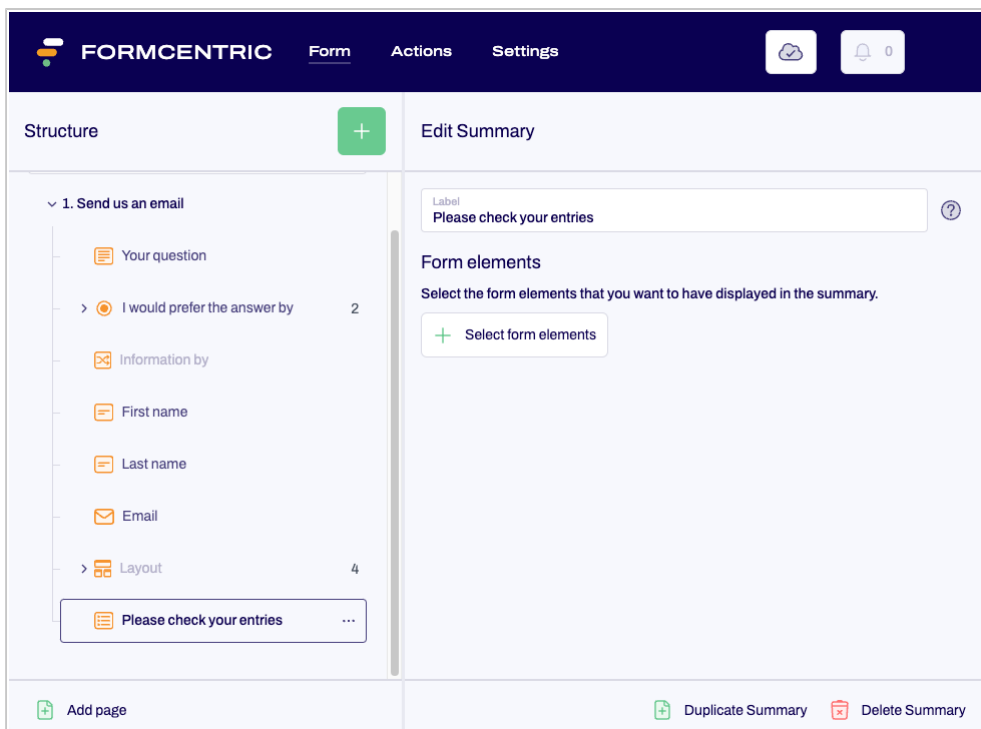 FORMCENTRIC Form Actions Settings 0
Structure
Edit Summary
1. Send us an email
Your question
I would prefer the answer by 2
Information by
First name
Last name
Email
Layout 4
Please check your entries ...
Add page
Label
Please check your entries
?
Form elements
Select the form elements that you want to have displayed in the summary.
Select form elements
Duplicate Summary Delete Summary